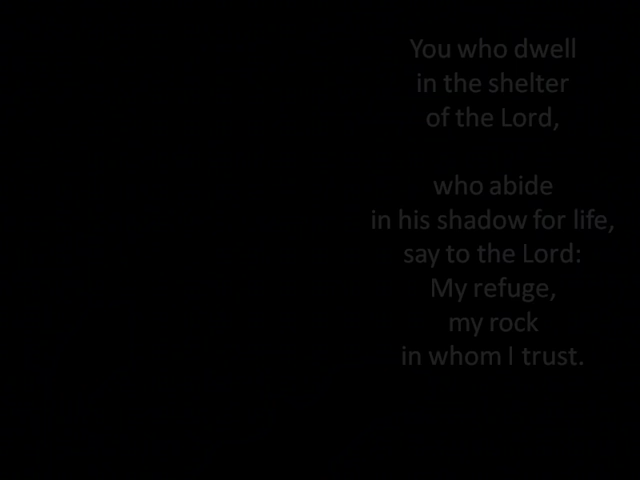 You who dwell
in the shelter
of the Lord,
who abide
in his shadow for life,
say to the Lord:
My refuge,
my rock
in whom I trust.